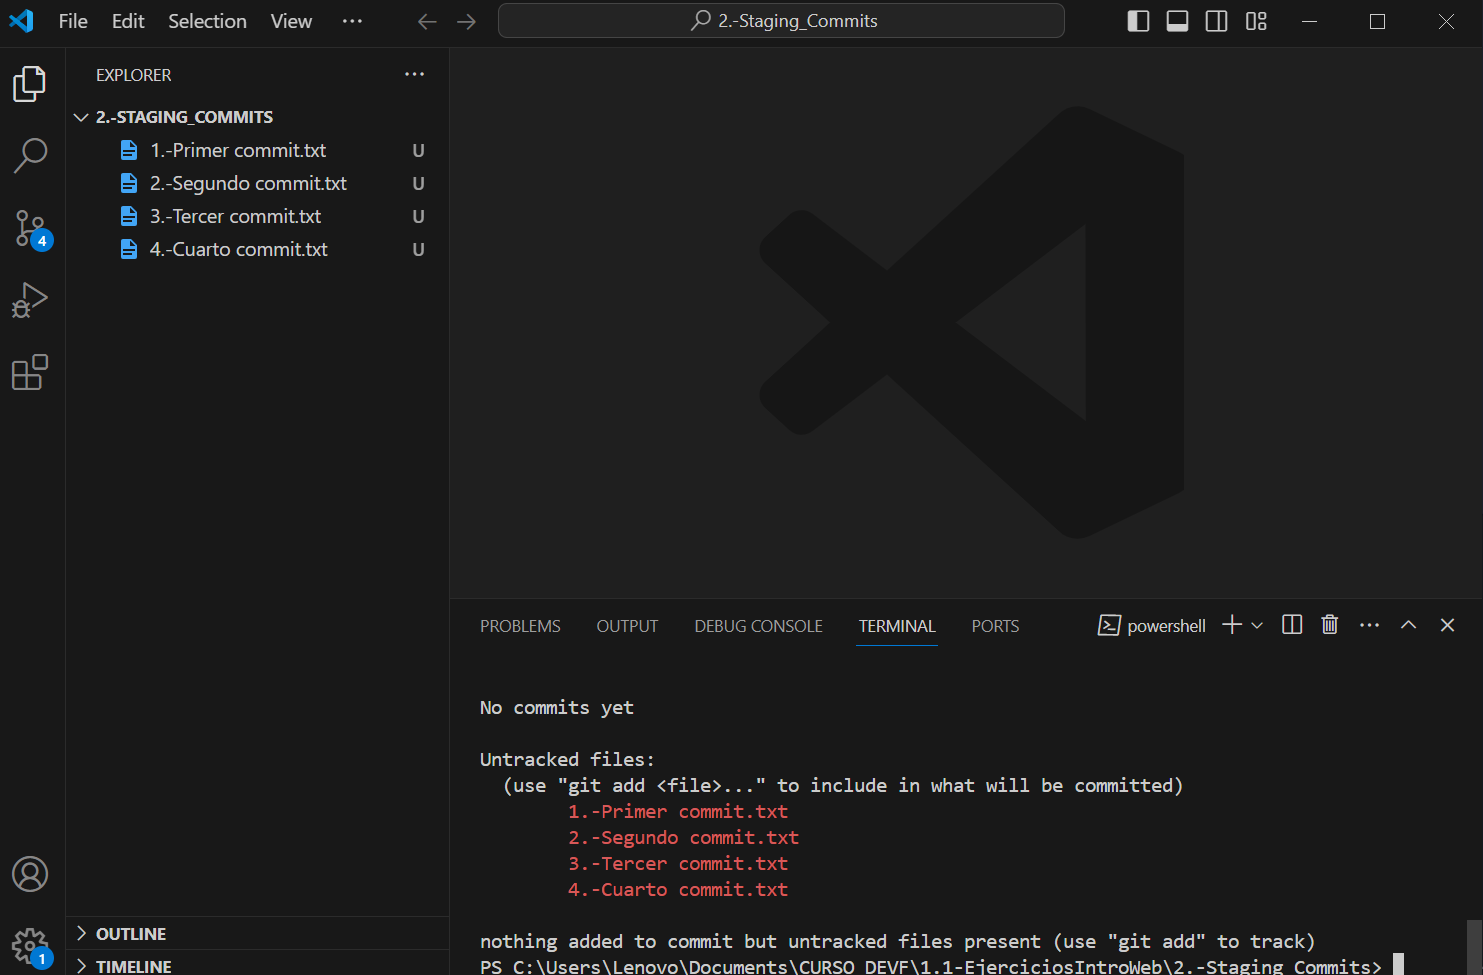 File Edit Selection View ... 2.-Staging_Commits
EXPLORER ...
2.-STAGING_COMMITS
1.-Primer commit.txt U
2.-Segundo commit.txt U
3.-Tercer commit.txt U
4.-Cuarto commit.txt U
4
1
OUTLINE
TIMELINE
PROBLEMS OUTPUT DEBUG CONSOLE TERMINAL PORTS powershell
No commits yet
Untracked files:
(use "git add <file>..." to include in what will be committed)
1.-Primer commit.txt
2.-Segundo commit.txt
3.-Tercer commit.txt
4.-Cuarto commit.txt
nothing added to commit but untracked files present (use "git add" to track)
PS C:\Users\Lenovo\Documents\CURSO DEVF\1.1-EjerciciosIntroWeb\2.-Staging_Commits>